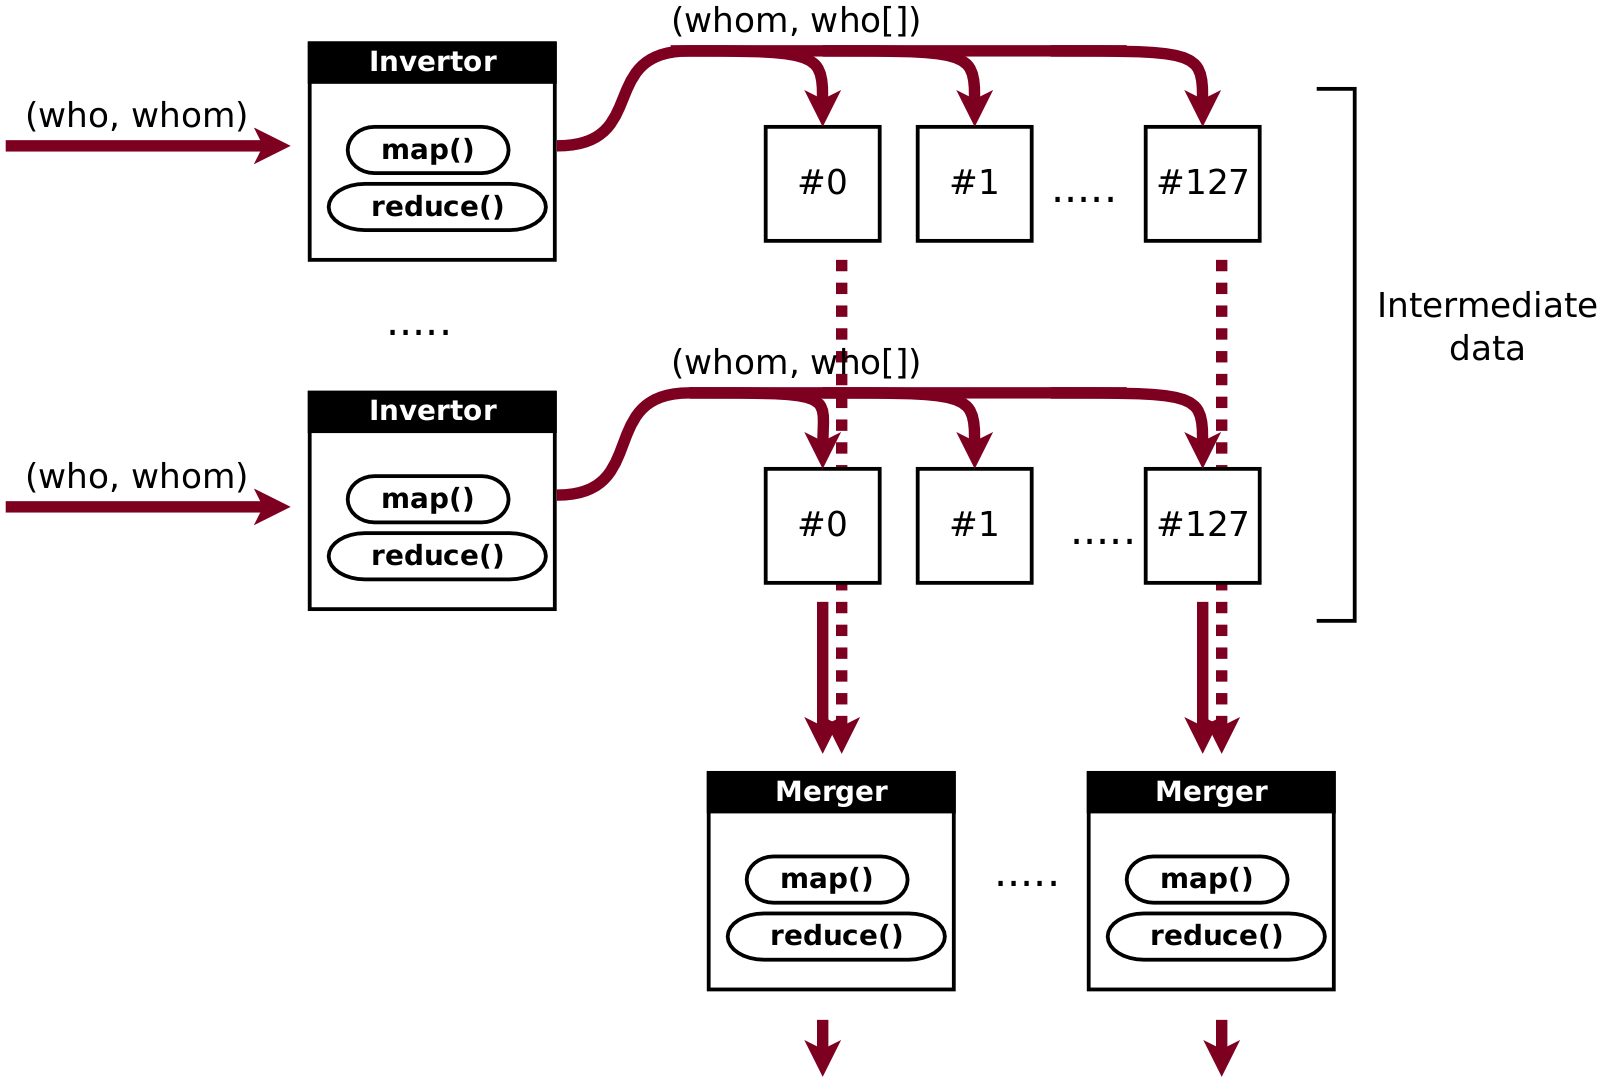 (whom, who[])
Invertor
(who, whom)
map()
reduce()
#0
#1
.....
#127
.....
Intermediate
data
(whom, who[])
Invertor
(who, whom)
map()
reduce()
#0
#1
.....
#127
Merger
map()
reduce()
.....
Merger
map()
reduce()